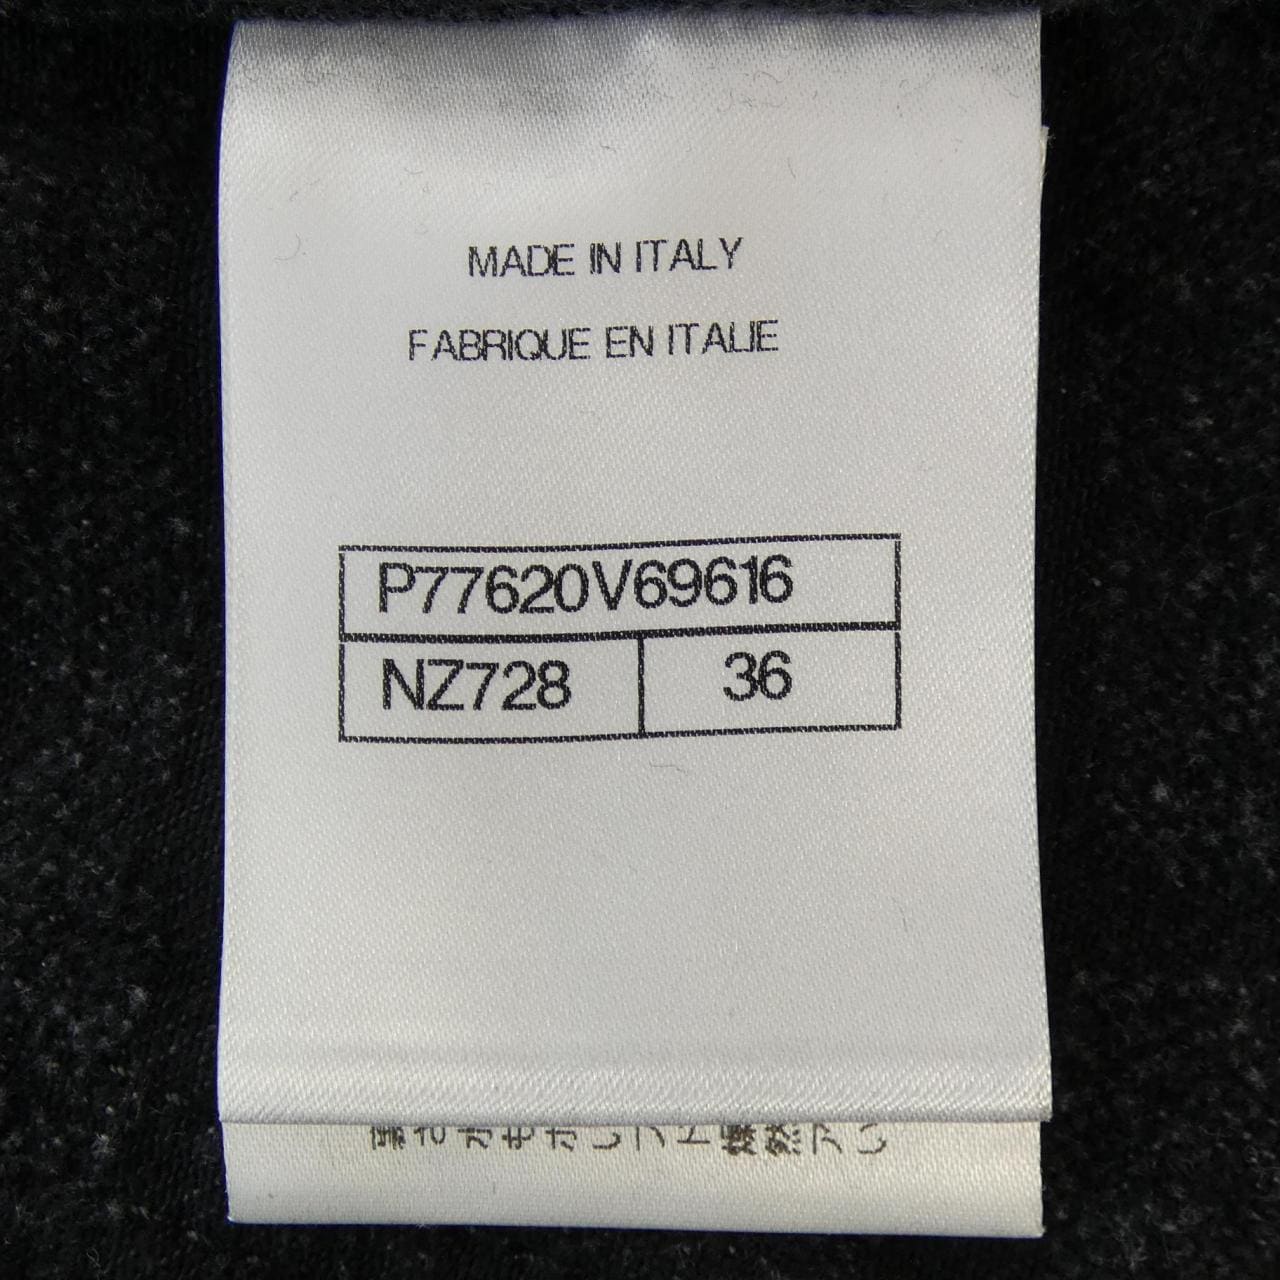 MADE IN ITALY
FABRIQUE EN ITALIE
P77620V69616
NZ728
36